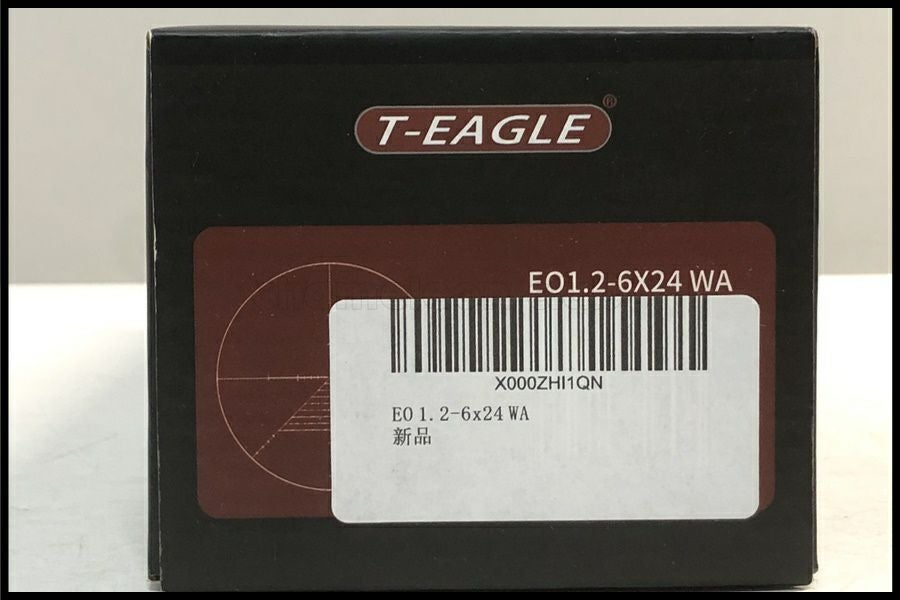 T-EAGLE®
EO1.2-6X24 WA
X000ZHI1QN
EO 1.2-6x24 WA
新品